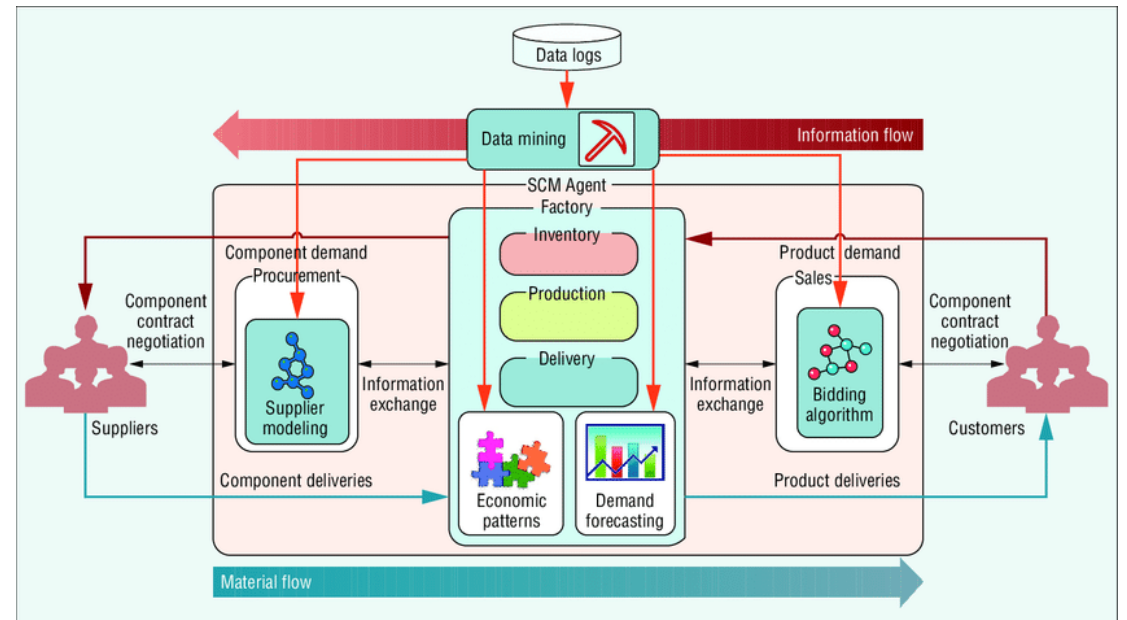 Data logs
Data mining
Information flow
SCM Agent
Factory
Inventory
Component demand
Product demand
Procurement
Sales
Production
Component
contract
negotiation
Component
contract
negotiation
Delivery
Information
exchange
Information
exchange
Supplier
modeling
Bidding
algorithm
Suppliers
Customers
Component deliveries
Product deliveries
Economic
patterns
Demand
forecasting
Material flow